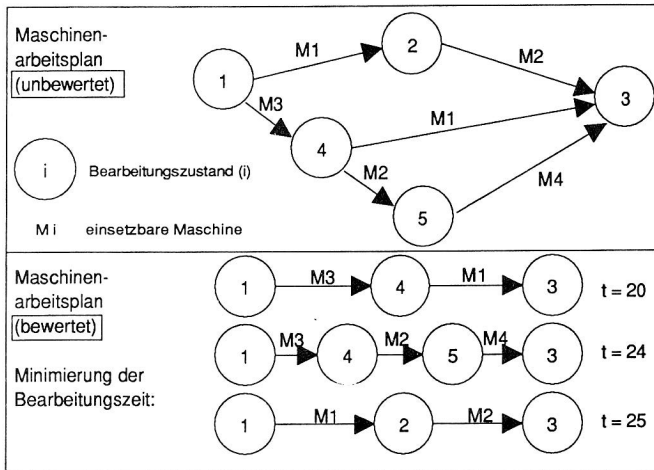 Maschinen-
arbeitsplan
(unbewertet)
1
M1
2
M2
3
M3
4
M1
M2
5
M4
i
Bearbeitungszustand (i)
M i einsetzbare Maschine
Maschinen-
arbeitsplan
(bewertet)
Minimierung der
Bearbeitungszeit:
1 M3 4 M1 3 t = 20
1 M3 4 M2 5 M4 3 t = 24
1 M1 2 M2 3 t = 25